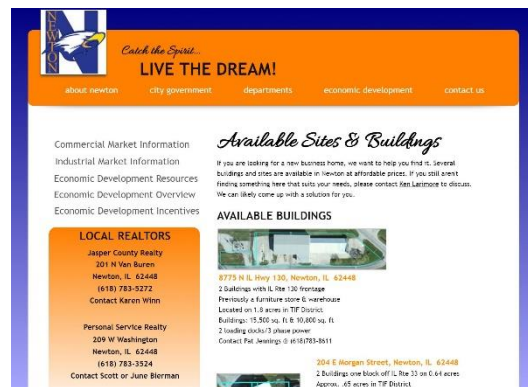 NEWTON
Catch the Spirit...
LIVE THE DREAM!
about newton
city government
departments
economic development
contact us
Commercial Market Information
Industrial Market Information
Economic Development Resources
Economic Development Overview
Economic Development Incentives
LOCAL REALTORS
Jasper County Realty
201 N Van Buren
Newton, IL 62448
(618) 783-5272
Contact Karen Winn
Personal Service Realty
209 W Washington
Newton, IL 62448
(618) 783-3524
Contact Scott or June Bierman
Available Sites & Buildings
If you are looking for a new business home, we want to help you find it. Several
buildings and sites are available in Newton at affordable prices. If you still aren't
finding something here that suits your needs, please contact Ken Larimore to discuss.
We can likely come up with a solution for you.
AVAILABLE BUILDINGS
8775 N IL Hwy 130, Newton, IL 62448
2 Buildings with IL Rte 130 frontage
Previously a furniture store & warehouse
Located on 1.8 acres in TIF District
Buildings: 15,500 sq. ft & 10,800 sq. ft
2 loading docks/3 phase power
Contact Pat Jennings @ (618)783-8611
204 E Morgan Street, Newton, IL 62448
2 Buildings one block off IL Rte 33 on 0.64 acres
Approx. .65 acres in TIF District